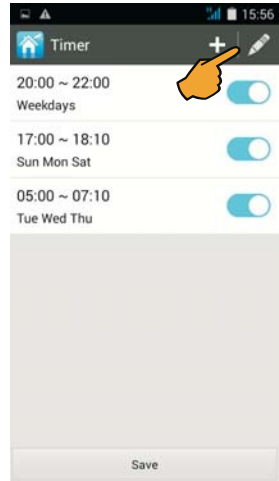 15:56
Timer
20:00 ~ 22:00
Weekdays
17:00 ~ 18:10
Sun Mon Sat
05:00 ~ 07:10
Tue Wed Thu
Save